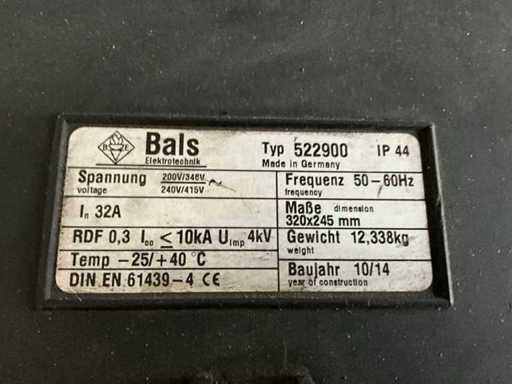 Bals Typ 522900 IP 44
Elektrotechnik Made in Germany
Spannung 200V/346V ~ Frequenz 50-60Hz
voltage 240V/415V frequency
In 32A Maße dimension
320x245 mm
RDF 0,3 Icc ≤ 10kA Uimp 4kV Gewicht 12,338kg
weight
Temp -25/+40°C Baujahr 10/14
DIN EN 61439-4 CE year of construction